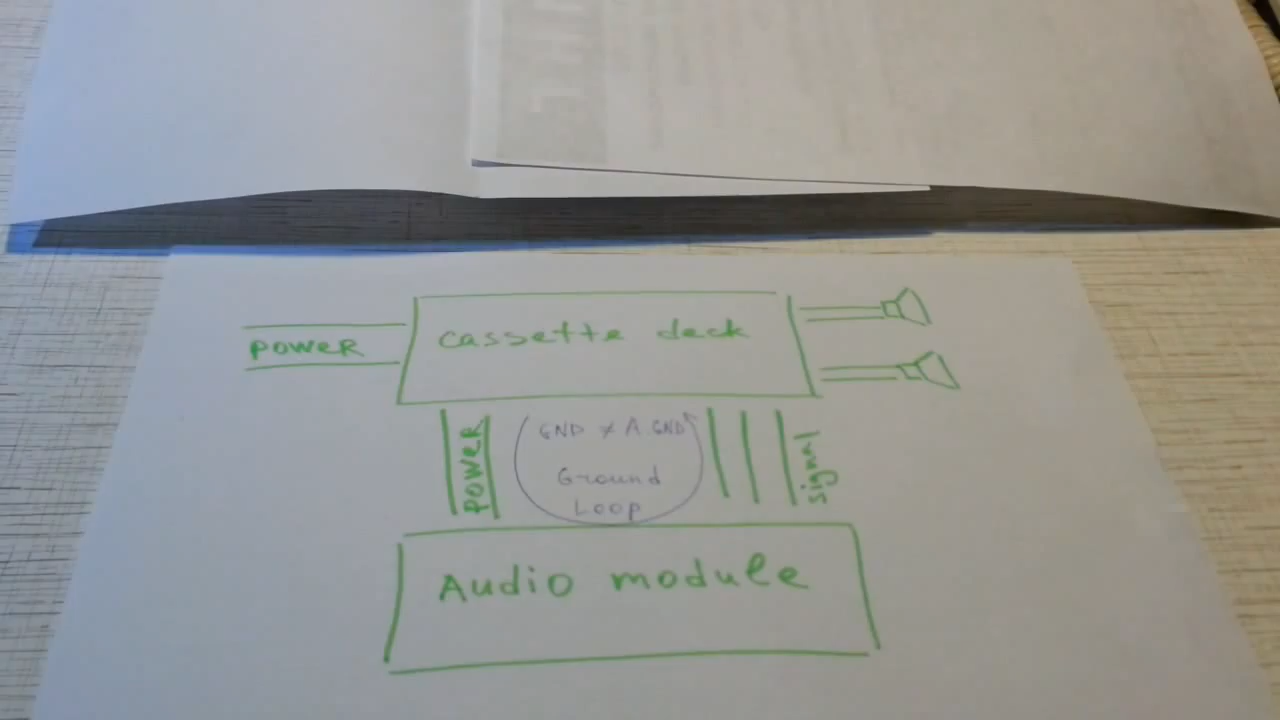 POWER
cassette deck
POWER
GND ≠ A.GND
Ground
Loop
signal
Audio module